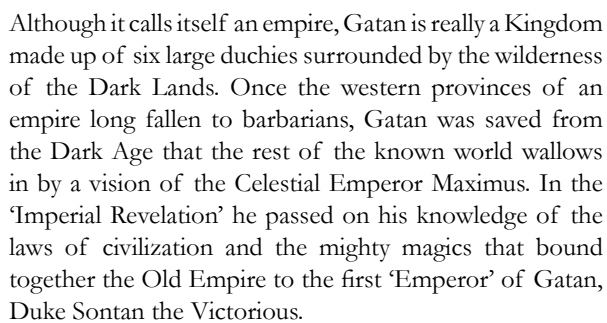 Although it calls itself an empire, Gatan is really a Kingdom
made up of six large duchies surrounded by the wilderness
of the Dark Lands. Once the western provinces of an
empire long fallen to barbarians, Gatan was saved from
the Dark Age that the rest of the known world wallows
in by a vision of the Celestial Emperor Maximus. In the
‘Imperial Revelation’ he passed on his knowledge of the
laws of civilization and the mighty magics that bound
together the Old Empire to the first ‘Emperor’ of Gatan,
Duke Sontan the Victorious.